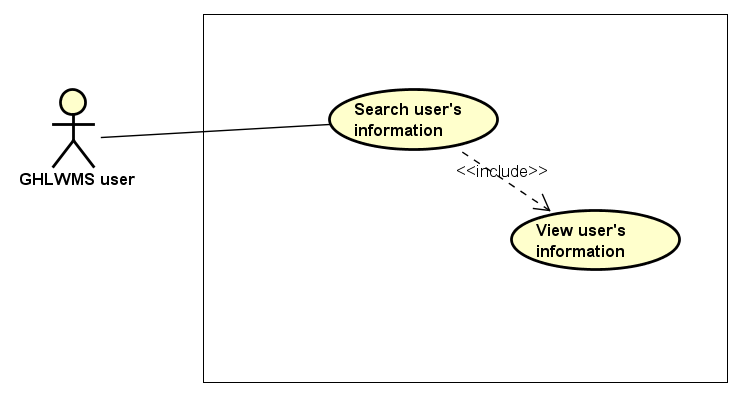 Search user's
information
<<include>>
GHLWMS user
View user's
information